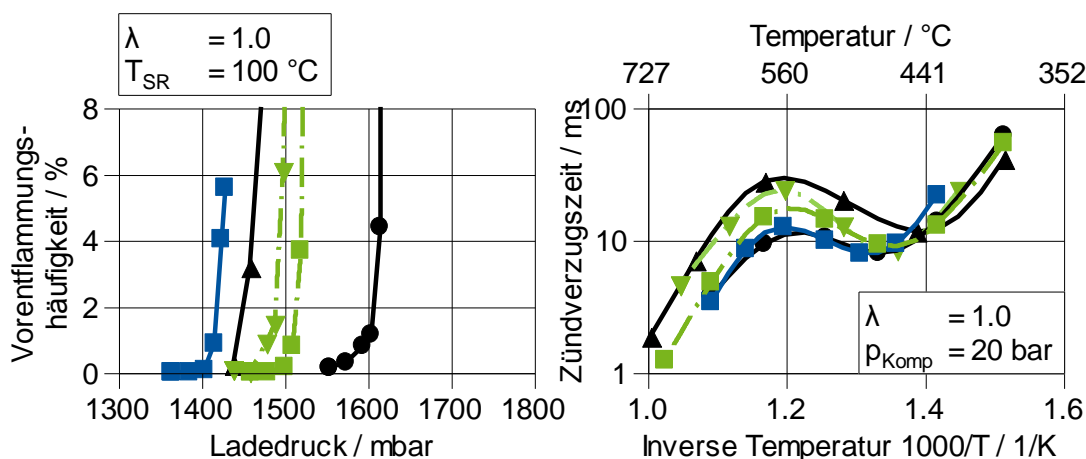 λ = 1.0
T_SR = 100 °C
Vorentflammungs-
häufigkeit / %
8
6
4
2
0
1300 1400 1500 1600 1700 1800
Ladedruck / mbar
Temperatur / °C
727 560 441 352
Zündverzugszeit / ms
100
10
1
λ = 1.0
p_Komp = 20 bar
1.0 1.2 1.4 1.6
Inverse Temperatur 1000/T / 1/K